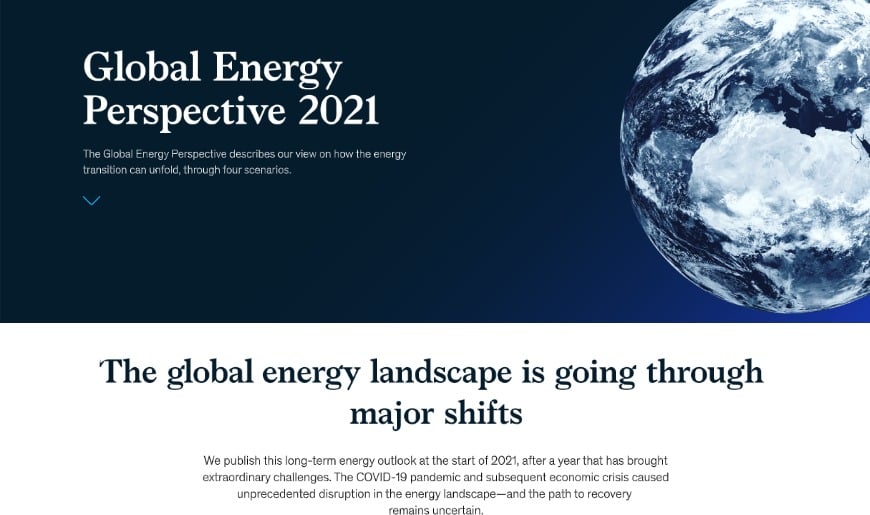 Global Energy
Perspective 2021
The Global Energy Perspective describes our view on how the energy
transition can unfold, through four scenarios.
The global energy landscape is going through
major shifts
We publish this long-term energy outlook at the start of 2021, after a year that has brought
extraordinary challenges. The COVID-19 pandemic and subsequent economic crisis caused
unprecedented disruption in the energy landscape—and the path to recovery
remains uncertain.